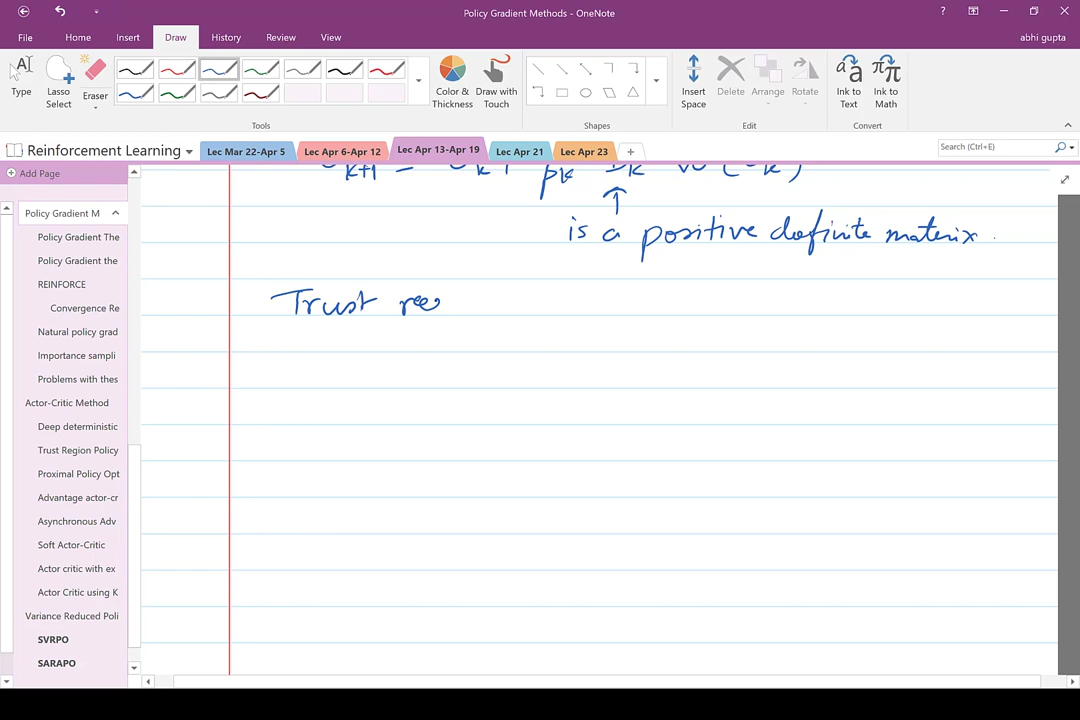 Policy Gradient Methods - OneNote
?
File Home Insert Draw History Review View
abhi gupta
Type Lasso Select Eraser
Color & Thickness Draw with Touch
Insert Space Delete Arrange Rotate
Ink to Text Ink to Math
Tools Shapes Edit Convert
Reinforcement Learning Lec Mar 22-Apr 5 Lec Apr 6-Apr 12 Lec Apr 13-Apr 19 Lec Apr 21 Lec Apr 23 +
Search (Ctrl+E)
Add Page
Policy Gradient M
Policy Gradient The
Policy Gradient the
REINFORCE
Convergence Re
Natural policy grad
Importance sampli
Problems with thes
Actor-Critic Method
Deep deterministic
Trust Region Policy
Proximal Policy Opt
Advantage actor-cr
Asynchronous Adv
Soft Actor-Critic
Actor critic with ex
Actor Critic using K
Variance Reduced Poli
SVRPO
SARAPO
is a positive definite materix.
Trust ree